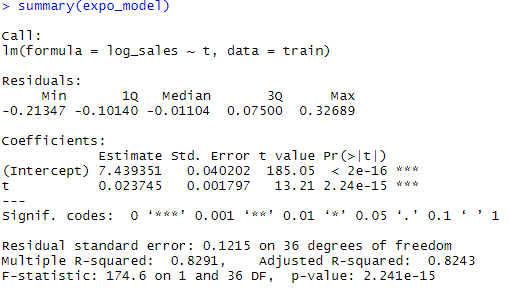 > summary(expo_model)
Call:
lm(formula = log_sales ~ t, data = train)
Residuals:
Min 1Q Median 3Q Max
-0.21347 -0.10140 -0.01104 0.07500 0.32689
Coefficients:
Estimate Std. Error t value Pr(>|t|)
(Intercept) 7.439351 0.040202 185.05 < 2e-16 ***
t 0.023745 0.001797 13.21 2.24e-15 ***
---
Signif. codes: 0 ‘***’ 0.001 ‘**’ 0.01 ‘*’ 0.05 ‘.’ 0.1 ‘ ’ 1
Residual standard error: 0.1215 on 36 degrees of freedom
Multiple R-squared: 0.8291, Adjusted R-squared: 0.8243
F-statistic: 174.6 on 1 and 36 DF, p-value: 2.241e-15